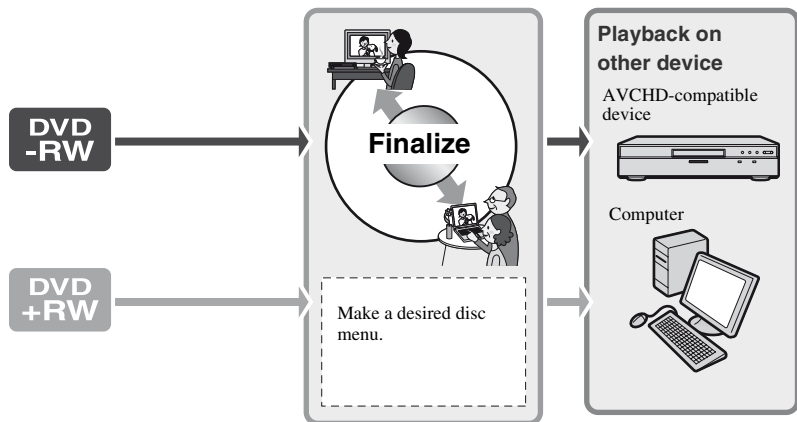 DVD
-RW
Finalize
DVD
+RW
Make a desired disc
menu.
Playback on
other device
AVCHD-compatible
device
Computer